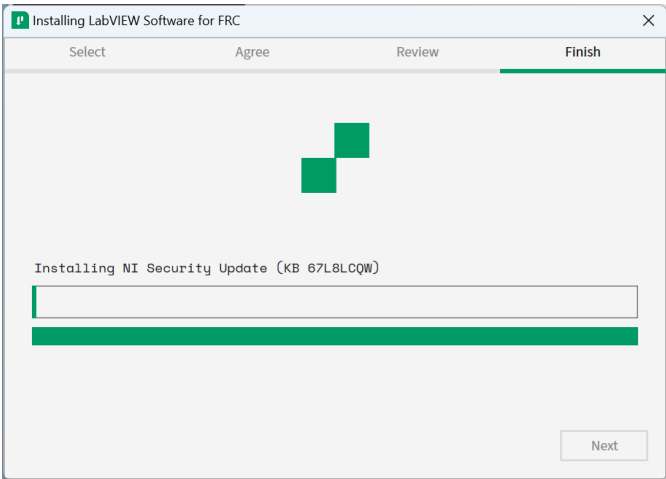 Installing LabVIEW Software for FRC
Select Agree Review Finish
Installing NI Security Update (KB 67L8LCQW)
Next